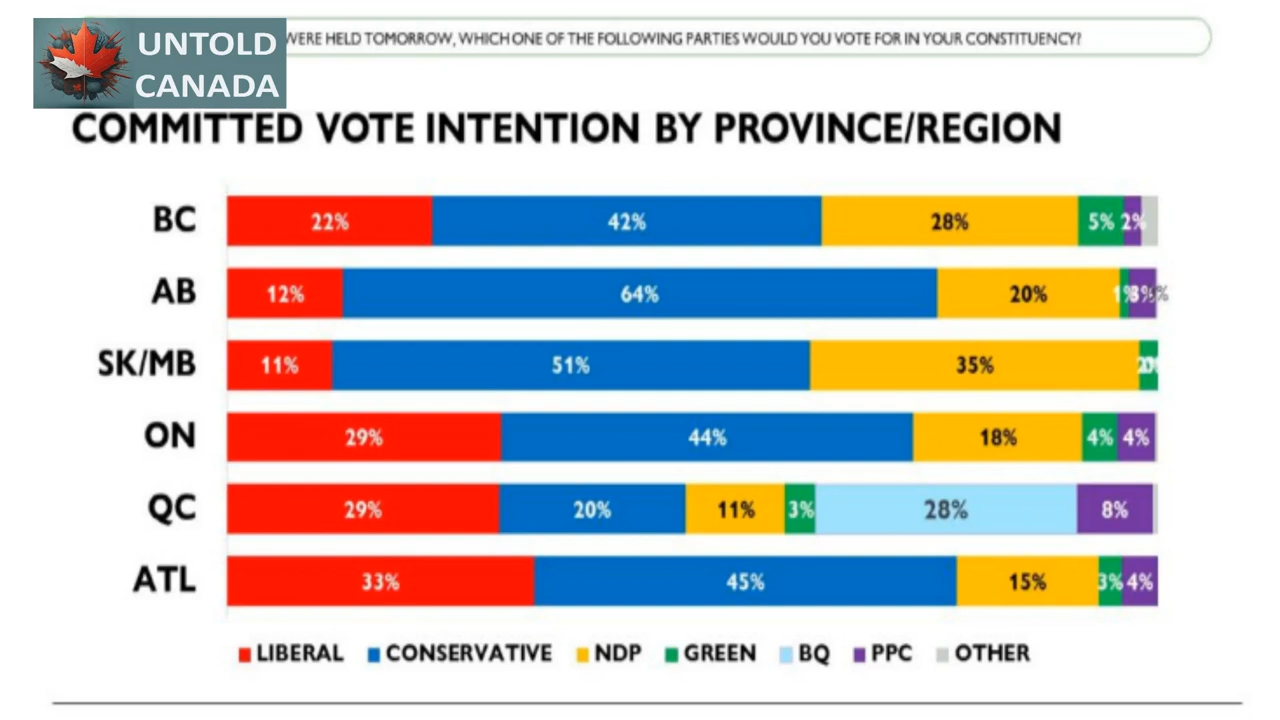 UNTOLD
CANADA
WERE HELD TOMORROW, WHICH ONE OF THE FOLLOWING PARTIES WOULD YOU VOTE FOR IN YOUR CONSTITUENCY?
COMMITTED VOTE INTENTION BY PROVINCE/REGION
BC 22% 42% 28% 5% 2%
AB 12% 64% 20% 1% 3%
SK/MB 11% 51% 35%
ON 29% 44% 18% 4% 4%
QC 29% 20% 11% 3% 28% 8%
ATL 33% 45% 15% 3% 4%
LIBERAL CONSERVATIVE NDP GREEN BQ PPC OTHER